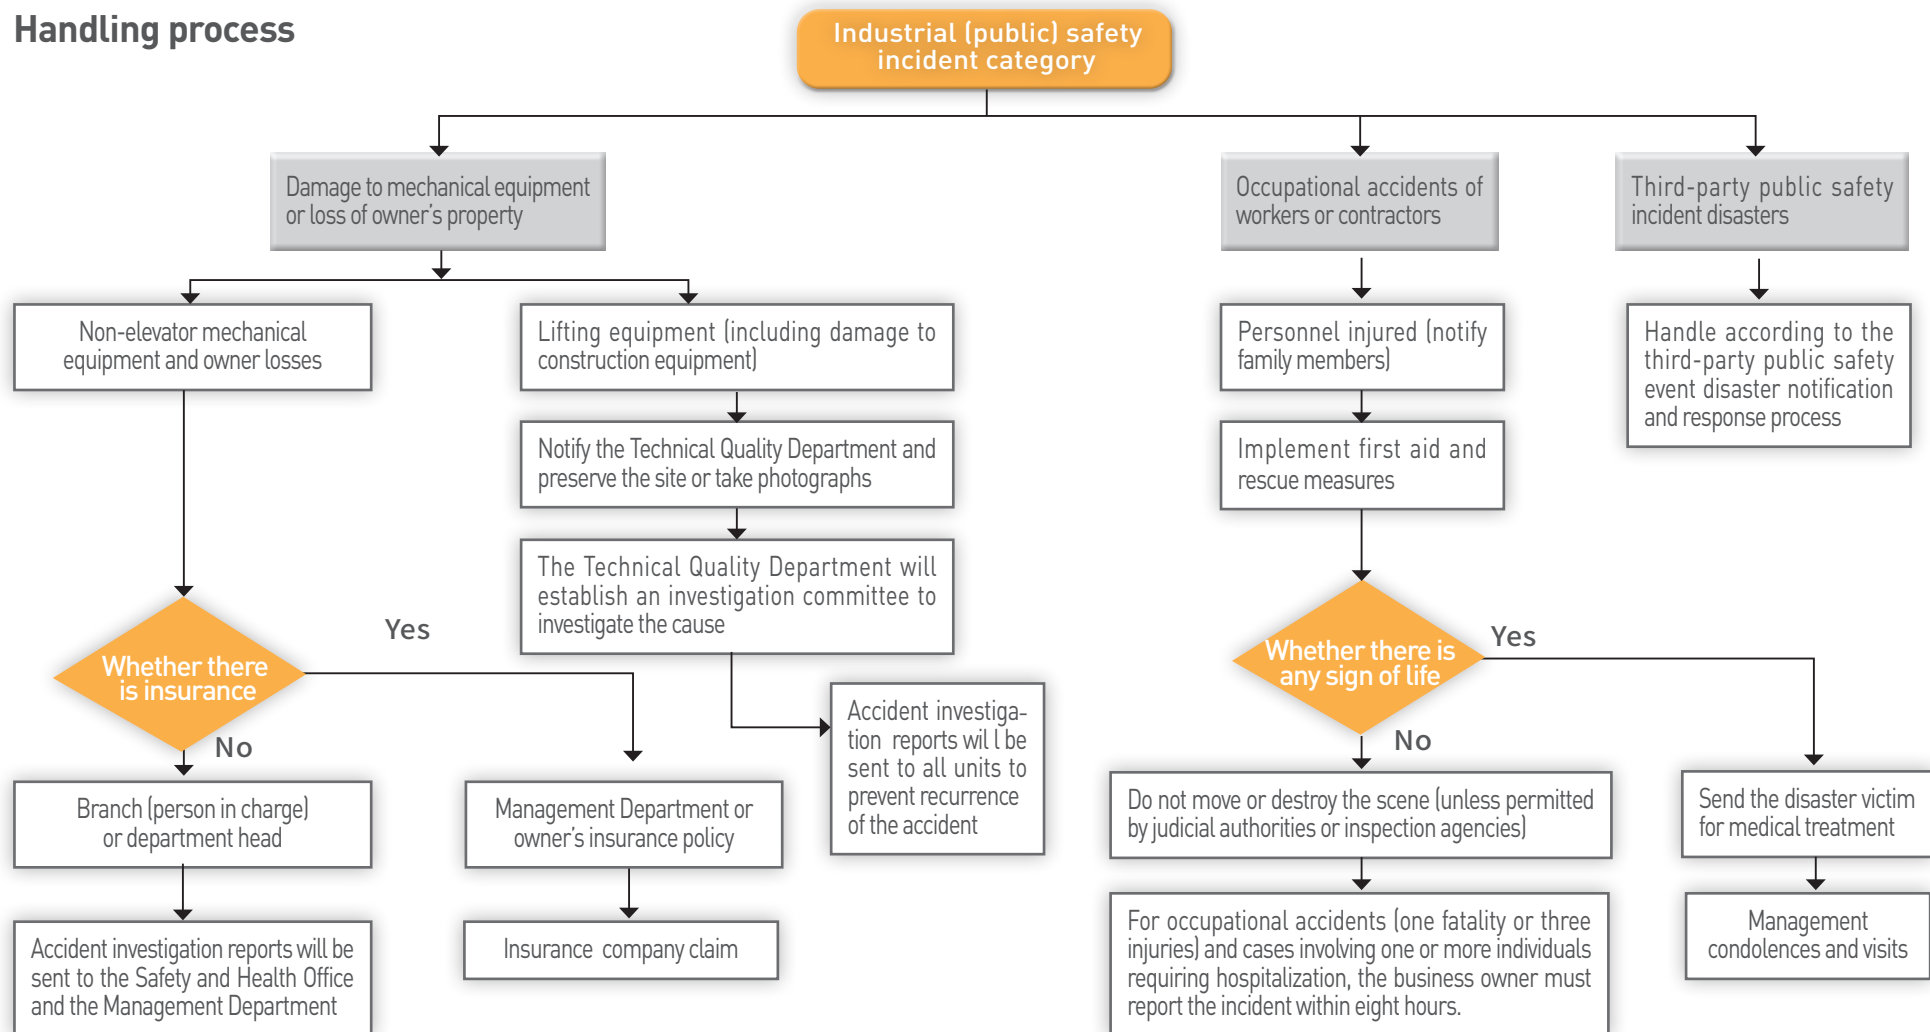 Handling process
Industrial (public) safety
incident category
Damage to mechanical equipment
or loss of owner's property
Occupational accidents of
workers or contractors
Third-party public safety
incident disasters
Non-elevator mechanical
equipment and owner losses
Lifting equipment (including damage to
construction equipment)
Personnel injured (notify
family members)
Handle according to the
third-party public safety
event disaster notification
and response process
Notify the Technical Quality Department and
preserve the site or take photographs
Implement first aid and
rescue measures
The Technical Quality Department will
establish an investigation committee to
investigate the cause
Whether there
is insurance
Yes
No
Whether there is
any sign of life
Yes
No
Accident investiga-
tion reports wil l be
sent to all units to
prevent recurrence
of the accident
Branch (person in charge)
or department head
Management Department or
owner's insurance policy
Do not move or destroy the scene (unless permitted
by judicial authorities or inspection agencies)
Send the disaster victim
for medical treatment
Accident investigation reports will be
sent to the Safety and Health Office
and the Management Department
Insurance company claim
For occupational accidents (one fatality or three
injuries) and cases involving one or more individuals
requiring hospitalization, the business owner must
report the incident within eight hours.
Management
condolences and visits